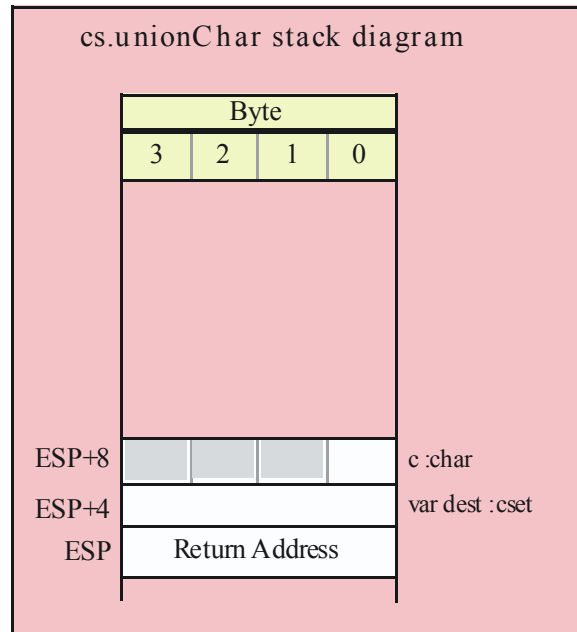 cs.unionChar stack diagram
Byte
3 2 1 0
ESP+8 c :char
ESP+4 var dest :cset
ESP Return Address